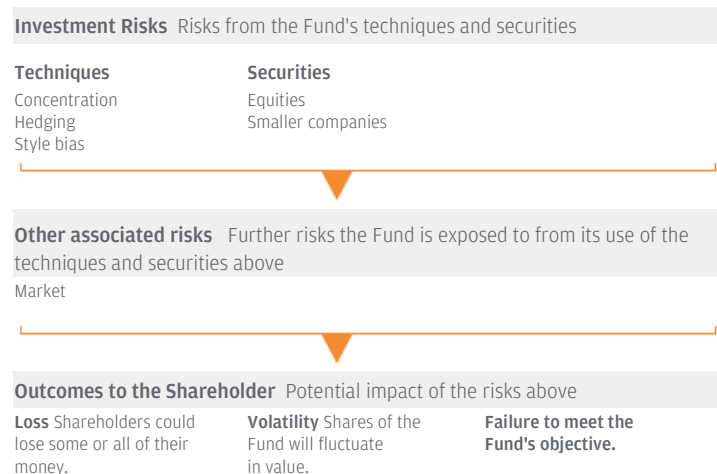 Investment Risks Risks from the Fund's techniques and securities
Techniques
Concentration
Hedging
Style bias
Securities
Equities
Smaller companies
Other associated risks Further risks the Fund is exposed to from its use of the
techniques and securities above
Market
Outcomes to the Shareholder Potential impact of the risks above
Loss Shareholders could
lose some or all of their
money.
Volatility Shares of the
Fund will fluctuate
in value.
Failure to meet the
Fund's objective.